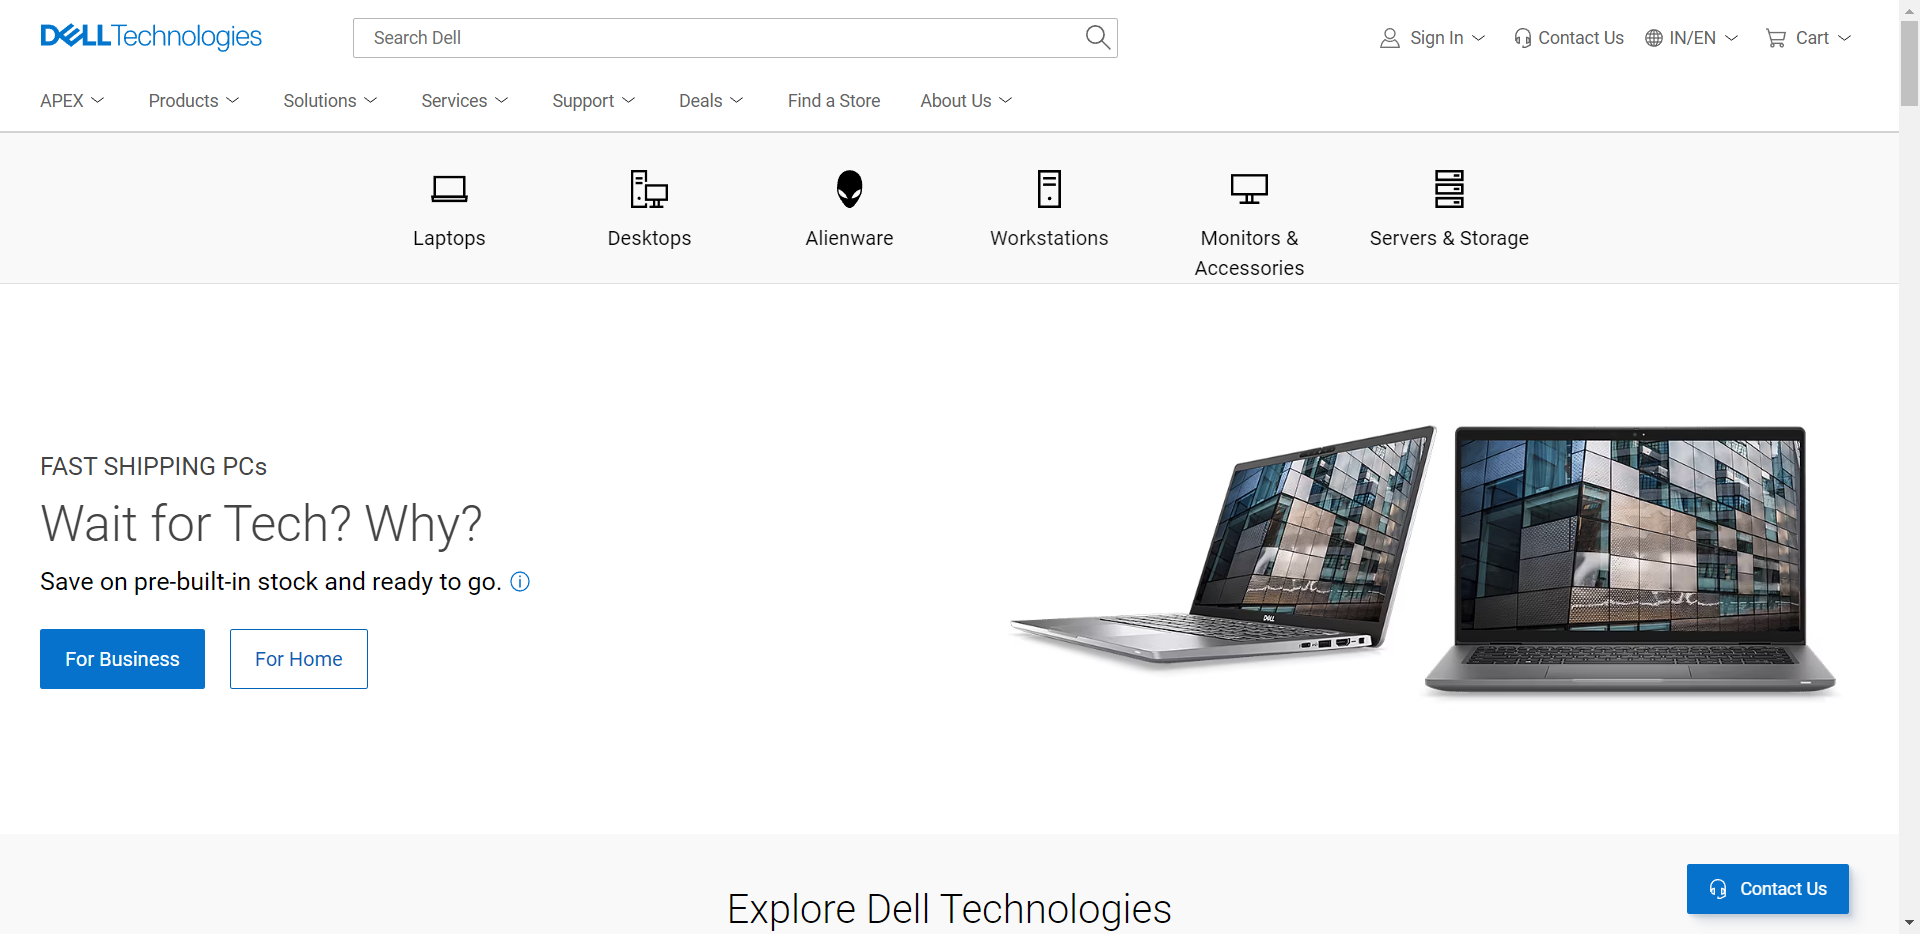 DELLTechnologies
Search Dell
Sign In
Contact Us
IN/EN
Cart
APEX
Products
Solutions
Services
Support
Deals
Find a Store
About Us
Laptops
Desktops
Alienware
Workstations
Monitors &
Accessories
Servers & Storage
FAST SHIPPING PCs
Wait for Tech? Why?
Save on pre-built-in stock and ready to go.
For Business
For Home
DELL
Explore Dell Technologies
Contact Us